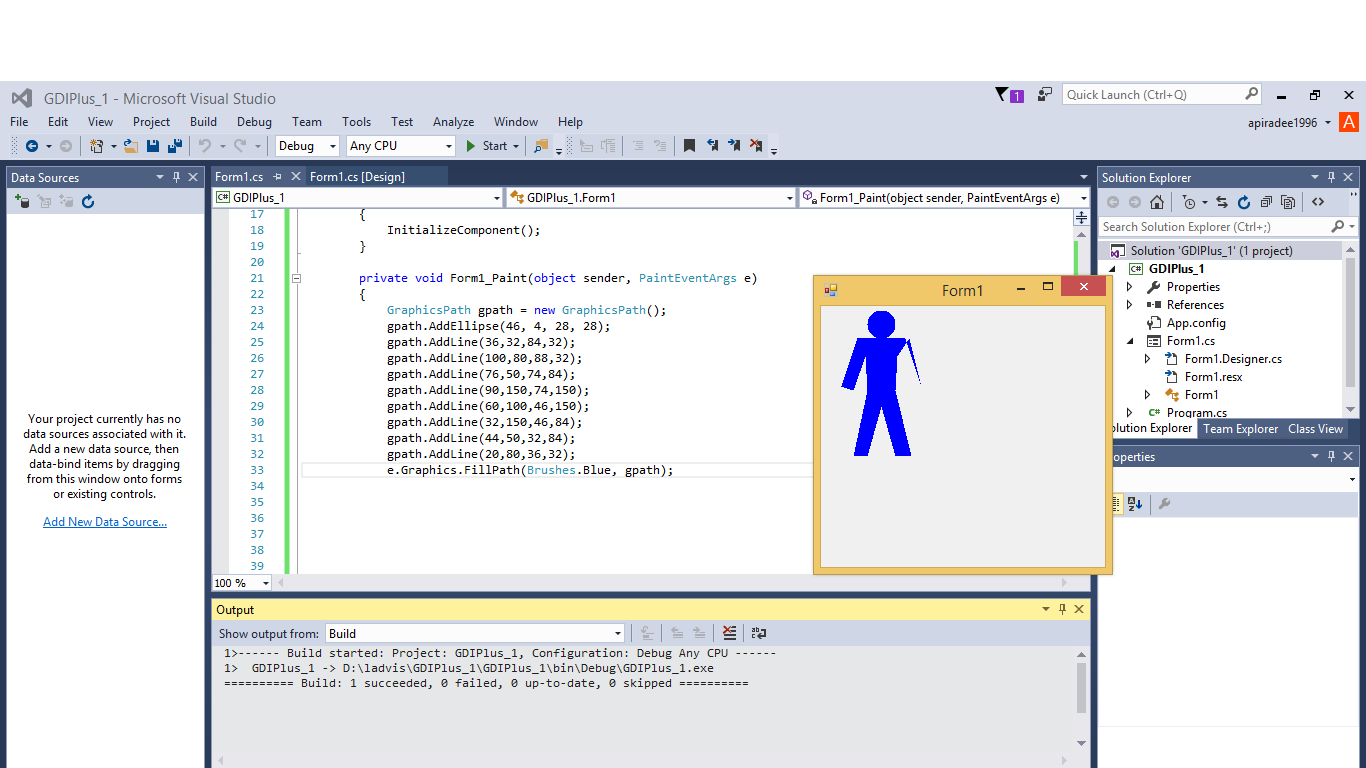 GDIPlus_1 - Microsoft Visual Studio
1
Quick Launch (Ctrl+Q)
File Edit View Project Build Debug Team Tools Test Analyze Window Help
apiradee1996 A
Debug Any CPU Start
Data Sources
Your project currently has no
data sources associated with it.
Add a new data source, then
data-bind items by dragging
from this window onto forms
or existing controls.
Add New Data Source...
Form1.cs Form1.cs [Design]
C# GDIPlus_1 GDIPlus_1.Form1 Form1_Paint(object sender, PaintEventArgs e)
17 {
18 InitializeComponent();
19 }
20
21 private void Form1_Paint(object sender, PaintEventArgs e)
22 {
23 GraphicsPath gpath = new GraphicsPath();
24 gpath.AddEllipse(46, 4, 28, 28);
25 gpath.AddLine(36,32,84,32);
26 gpath.AddLine(100,80,88,32);
27 gpath.AddLine(76,50,74,84);
28 gpath.AddLine(90,150,74,150);
29 gpath.AddLine(60,100,46,150);
30 gpath.AddLine(32,150,46,84);
31 gpath.AddLine(44,50,32,84);
32 gpath.AddLine(20,80,36,32);
33 e.Graphics.FillPath(Brushes.Blue, gpath);
34
35
36
37
38
39
100 %
Form1
Output
Show output from: Build
1>------ Build started: Project: GDIPlus_1, Configuration: Debug Any CPU ------
1> GDIPlus_1 -> D:\ladvis\GDIPlus_1\GDIPlus_1\bin\Debug\GDIPlus_1.exe
========== Build: 1 succeeded, 0 failed, 0 up-to-date, 0 skipped ==========
Solution Explorer
Search Solution Explorer (Ctrl+;)
Solution 'GDIPlus_1' (1 project)
C# GDIPlus_1
Properties
References
App.config
Form1.cs
Form1.Designer.cs
Form1.resx
Form1
C# Program.cs
olution Explorer Team Explorer Class View
operties